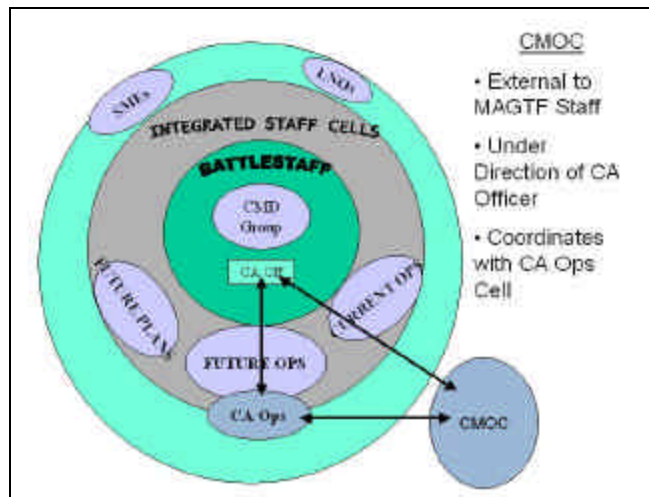 SMEs
LNOs
INTEGRATED STAFF CELLS
BATTLESTAFF
CMD
Group
CA Off
FUTURE PLANS
CURRENT OPS
FUTURE OPS
CA Ops
CMOC
CMOC
• External to
MAGTF Staff
• Under
Direction of CA
Officer
• Coordinates
with CA Ops
Cell